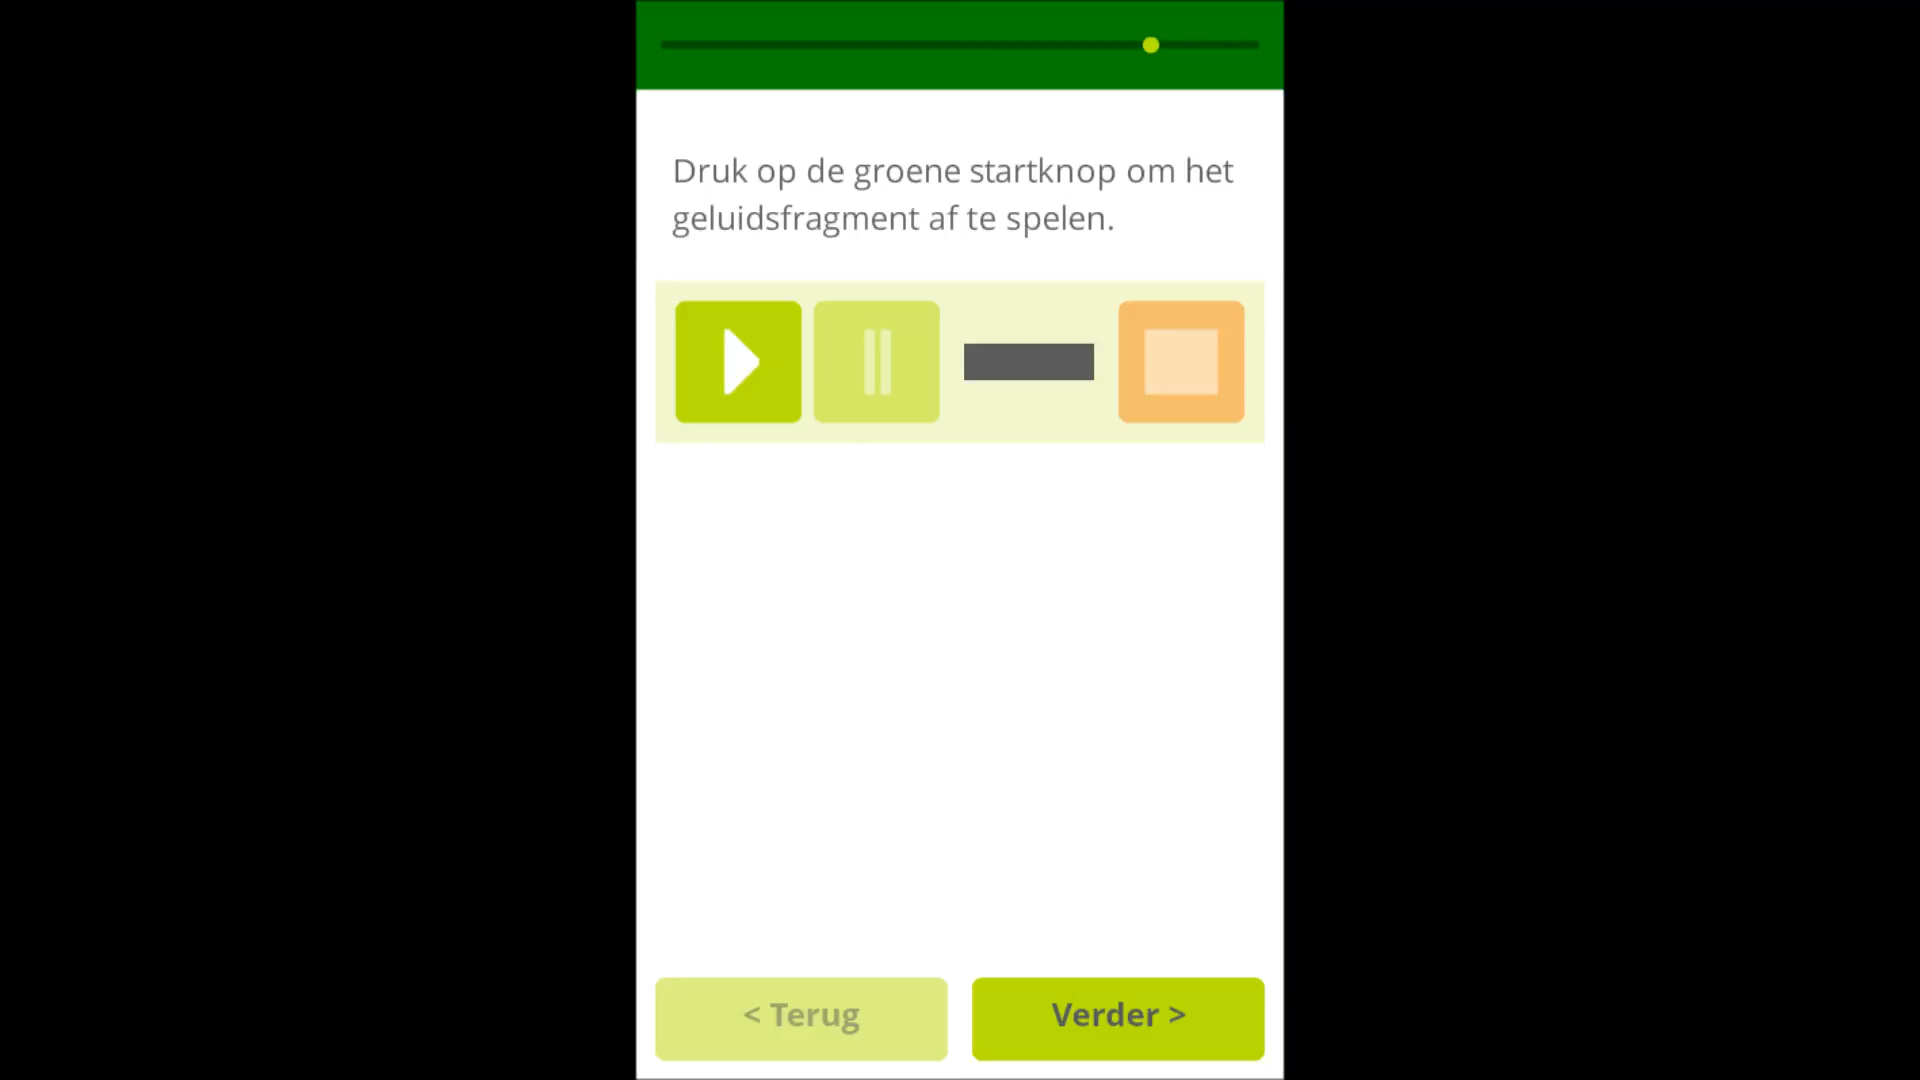 Druk op de groene startknop om het
geluidsfragment af te spelen.
< Terug
Verder >